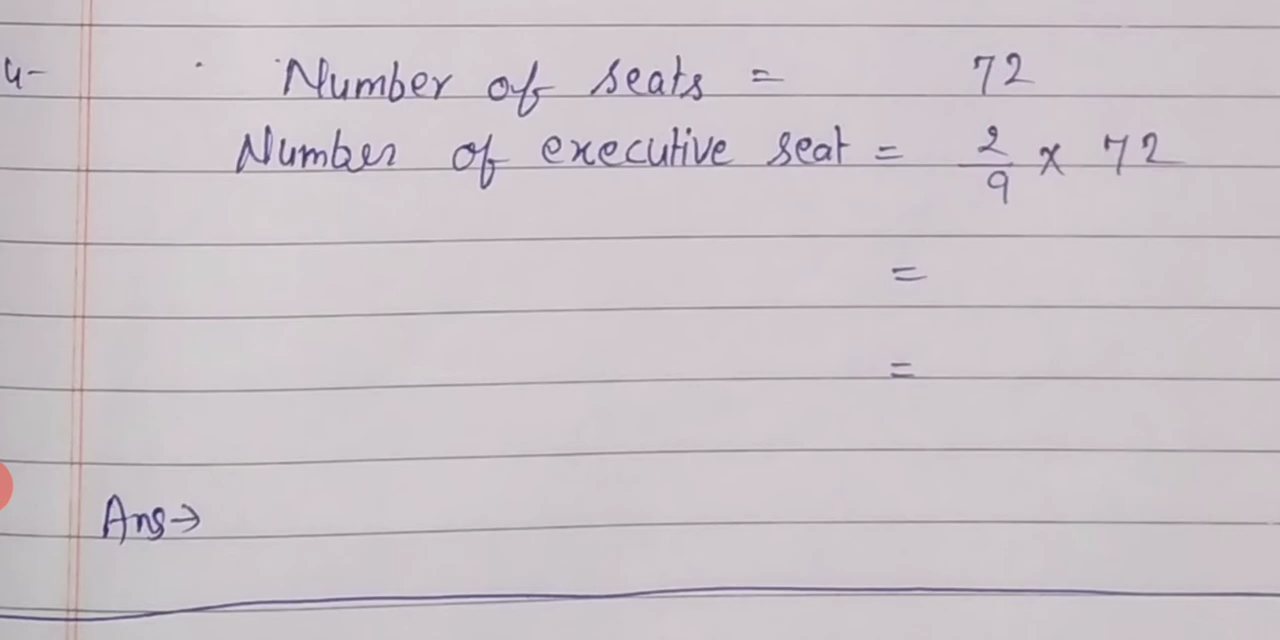 4- Number of seats = 72
Number of executive seat = 2/9 x 72
=
=
Ans→